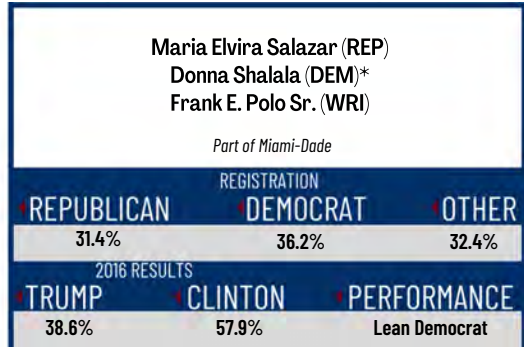 Maria Elvira Salazar (REP)
Donna Shalala (DEM)*
Frank E. Polo Sr. (WRI)
Part of Miami-Dade
REGISTRATION
REPUBLICAN DEMOCRAT OTHER
31.4% 36.2% 32.4%
2016 RESULTS
TRUMP CLINTON PERFORMANCE
38.6% 57.9% Lean Democrat